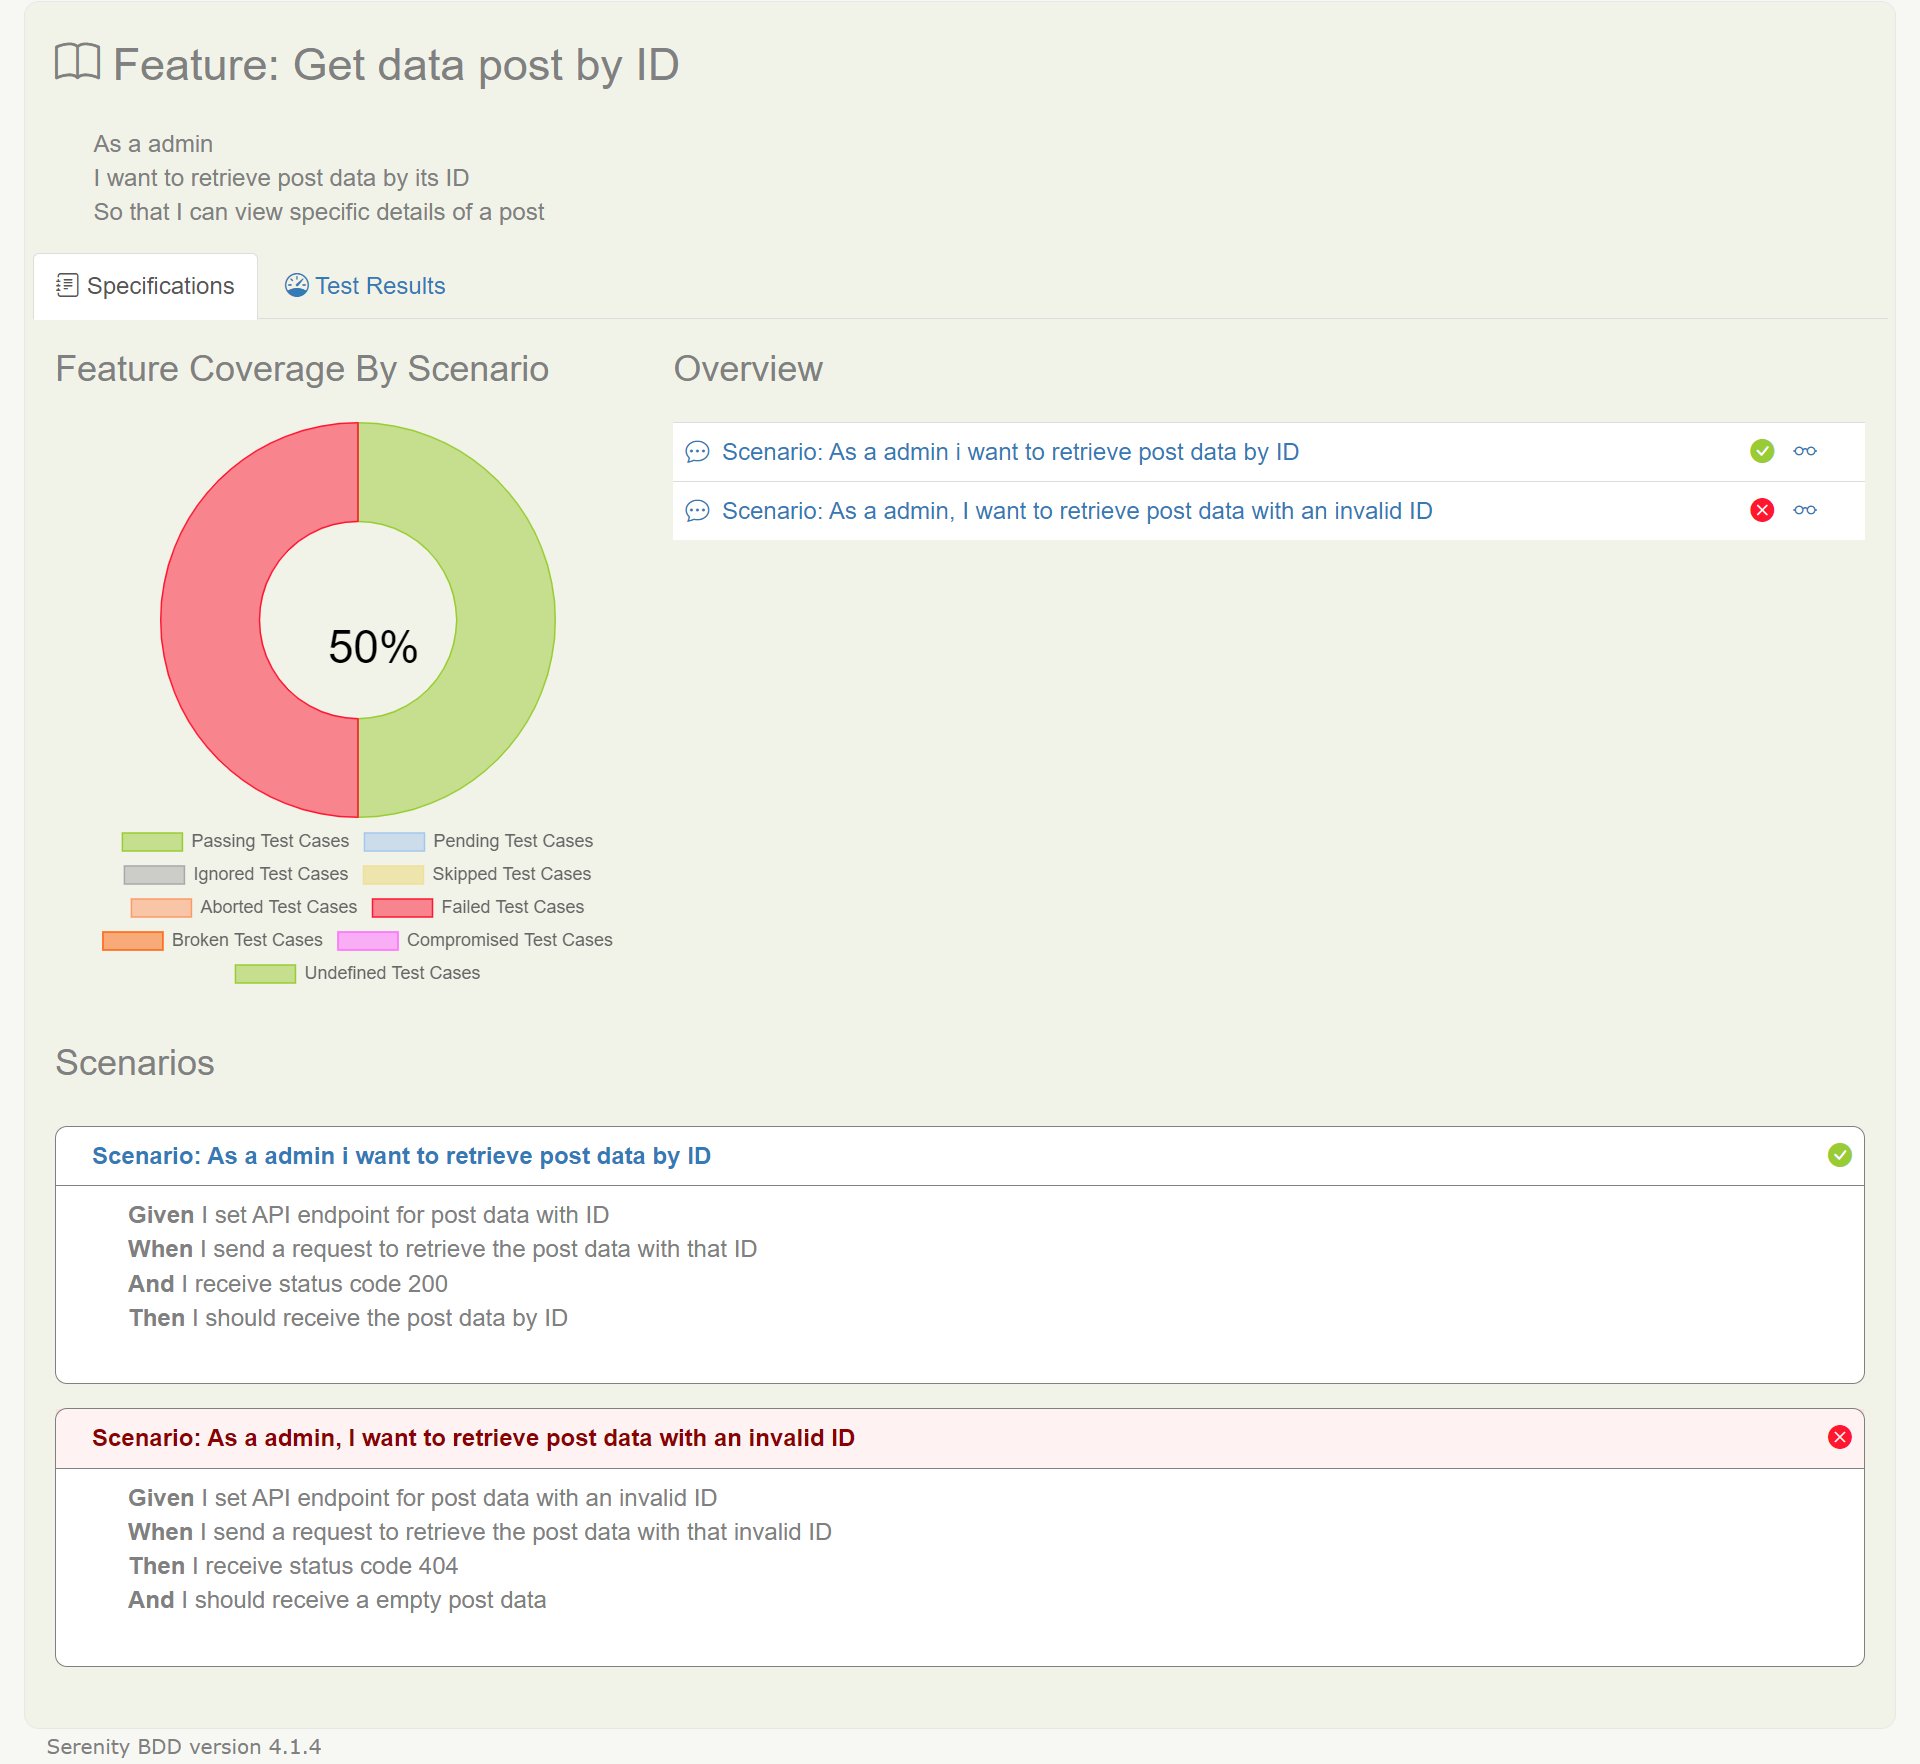 Feature: Get data post by ID
As a admin
I want to retrieve post data by its ID
So that I can view specific details of a post
Specifications
Test Results
Feature Coverage By Scenario
50%
Passing Test Cases
Pending Test Cases
Ignored Test Cases
Skipped Test Cases
Aborted Test Cases
Failed Test Cases
Broken Test Cases
Compromised Test Cases
Undefined Test Cases
Overview
Scenario: As a admin i want to retrieve post data by ID
Scenario: As a admin, I want to retrieve post data with an invalid ID
Scenarios
Scenario: As a admin i want to retrieve post data by ID
Given I set API endpoint for post data with ID
When I send a request to retrieve the post data with that ID
And I receive status code 200
Then I should receive the post data by ID
Scenario: As a admin, I want to retrieve post data with an invalid ID
Given I set API endpoint for post data with an invalid ID
When I send a request to retrieve the post data with that invalid ID
Then I receive status code 404
And I should receive a empty post data
Serenity BDD version 4.1.4